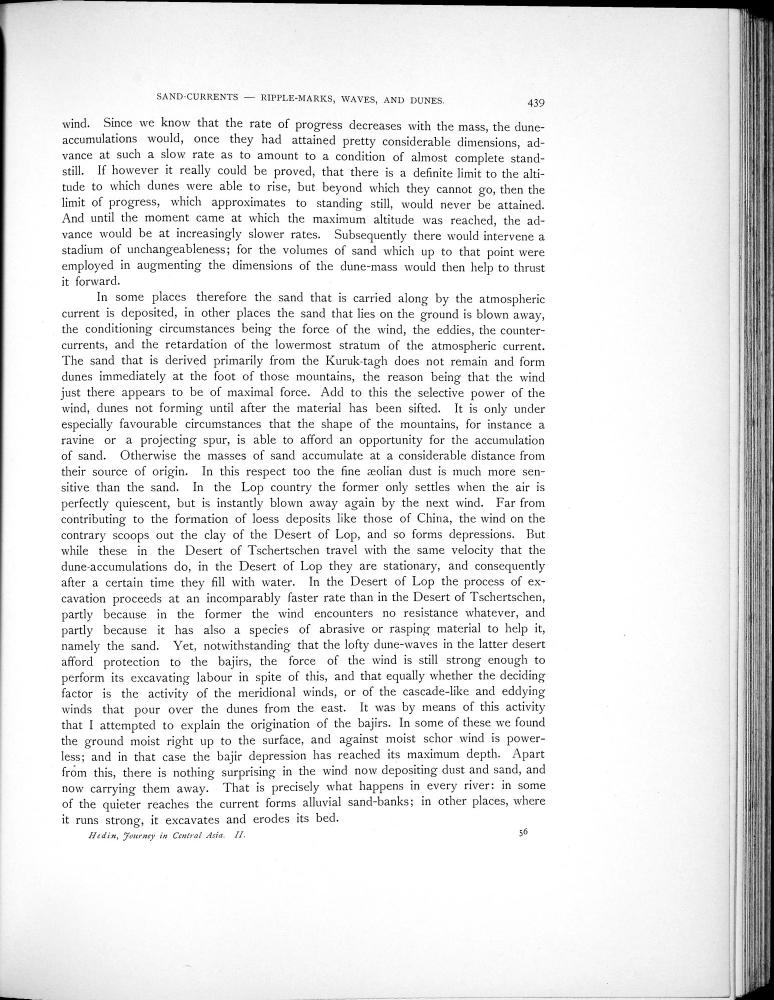 SAND-CURRENTS — RIPPLE-MARKS, WAVES, AND DUNES. 439
wind. Since we know that the rate of progress decreases with the mass, the dune-
accumulations would, once they had attained pretty considerable dimensions, ad-
vance at such a slow rate as to amount to a condition of almost complete stand-
still. If however it really could be proved, that there is a definite limit to the alti-
tude to which dunes were able to rise, but beyond which they cannot go, then the
limit of progress, which approximates to standing still, would never be attained.
And until the moment came at which the maximum altitude was reached, the ad-
vance would be at increasingly slower rates. Subsequently there would intervene a
stadium of unchangeableness; for the volumes of sand which up to that point were
employed in augmenting the dimensions of the dune-mass would then help to thrust
it forward.
In some places therefore the sand that is carried along by the atmospheric
current is deposited, in other places the sand that lies on the ground is blown away,
the conditioning circumstances being the force of the wind, the eddies, the counter-
currents, and the retardation of the lowermost stratum of the atmospheric current.
The sand that is derived primarily from the Kuruk-tagh does not remain and form
dunes immediately at the foot of those mountains, the reason being that the wind
just there appears to be of maximal force. Add to this the selective power of the
wind, dunes not forming until after the material has been sifted. It is only under
especially favourable circumstances that the shape of the mountains, for instance a
ravine or a projecting spur, is able to afford an opportunity for the accumulation
of sand. Otherwise the masses of sand accumulate at a considerable distance from
their source of origin. In this respect too the fine æolian dust is much more sen-
sitive than the sand. In the Lop country the former only settles when the air is
perfectly quiescent, but is instantly blown away again by the next wind. Far from
contributing to the formation of loess deposits like those of China, the wind on the
contrary scoops out the clay of the Desert of Lop, and so forms depressions. But
while these in the Desert of Tschertschen travel with the same velocity that the
dune-accumulations do, in the Desert of Lop they are stationary, and consequently
after a certain time they fill with water. In the Desert of Lop the process of ex-
cavation proceeds at an incomparably faster rate than in the Desert of Tschertschen,
partly because in the former the wind encounters no resistance whatever, and
partly because it has also a species of abrasive or rasping material to help it,
namely the sand. Yet, notwithstanding that the lofty dune-waves in the latter desert
afford protection to the bajirs, the force of the wind is still strong enough to
perform its excavating labour in spite of this, and that equally whether the deciding
factor is the activity of the meridional winds, or of the cascade-like and eddying
winds that pour over the dunes from the east. It was by means of this activity
that I attempted to explain the origination of the bajirs. In some of these we found
the ground moist right up to the surface, and against moist schor wind is power-
less; and in that case the bajir depression has reached its maximum depth. Apart
from this, there is nothing surprising in the wind now depositing dust and sand, and
now carrying them away. That is precisely what happens in every river: in some
of the quieter reaches the current forms alluvial sand-banks; in other places, where
it runs strong, it excavates and erodes its bed.
Hedin, Journey in Central Asia. II. 56